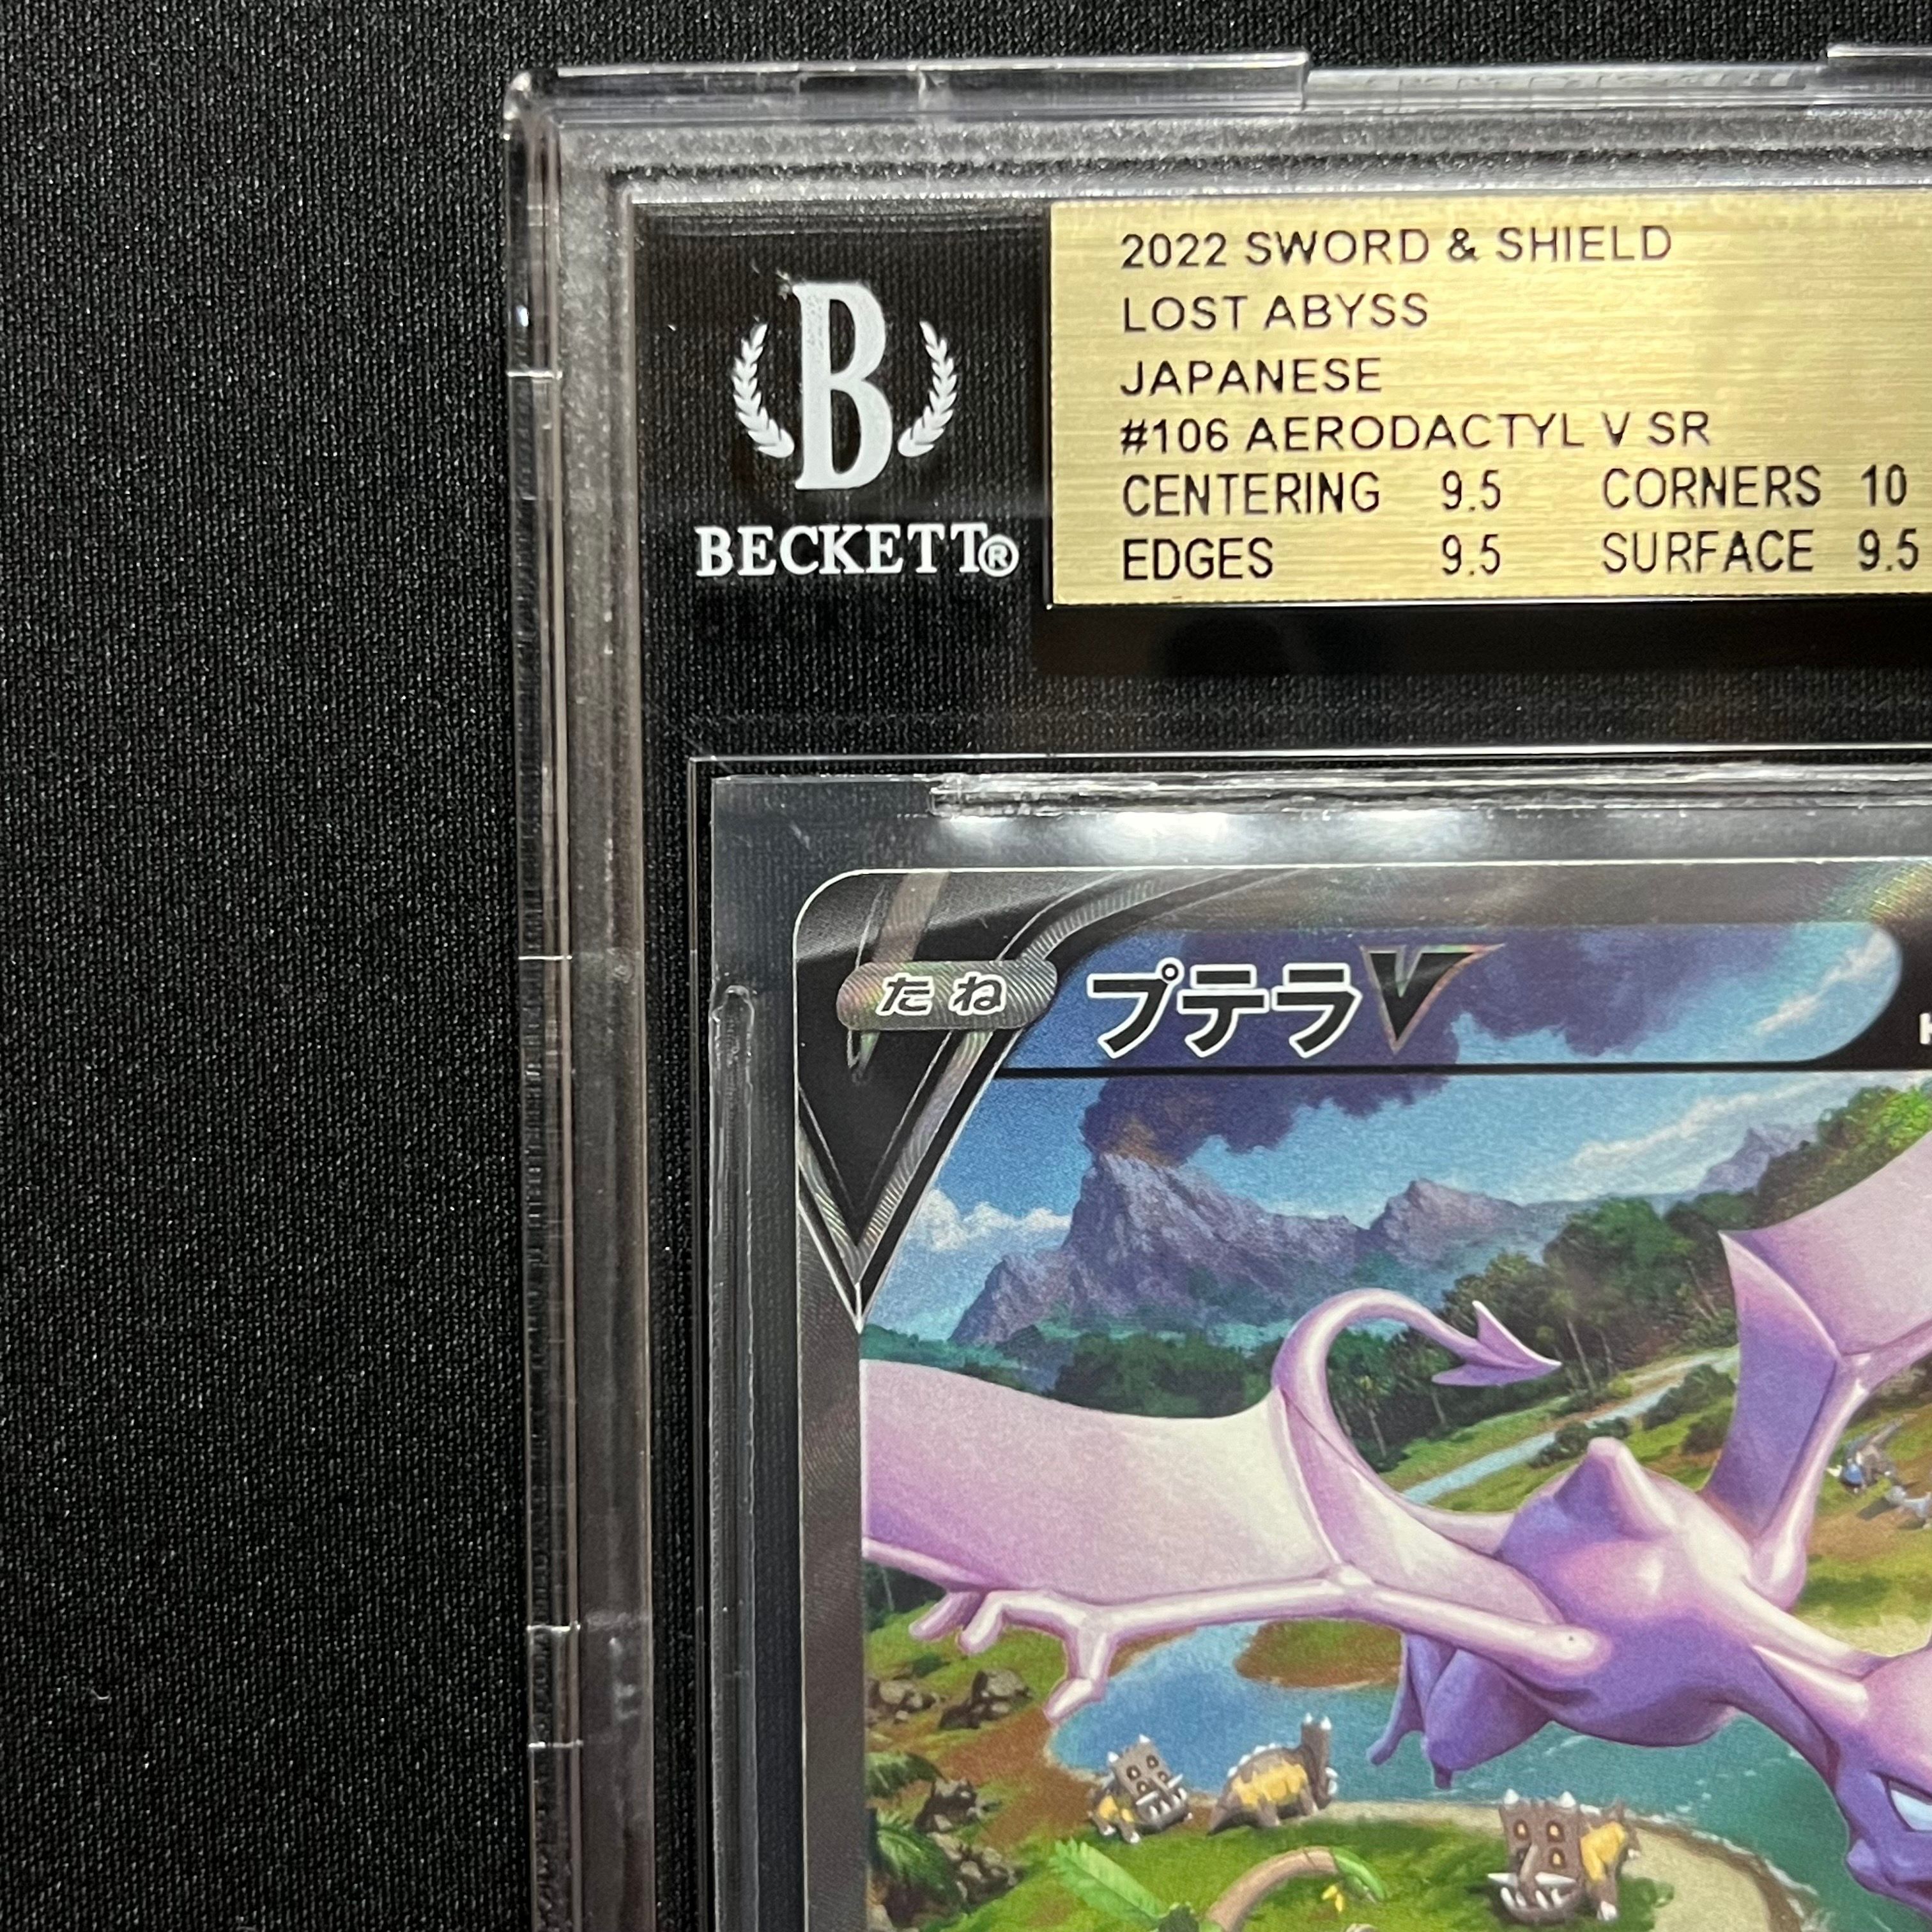 2022 SWORD & SHIELD
LOST ABYSS
JAPANESE
#106 AERODACTYL V SR
CENTERING 9.5 CORNERS 10
EDGES 9.5 SURFACE 9.5
B
BECKETT®
たね プテラV